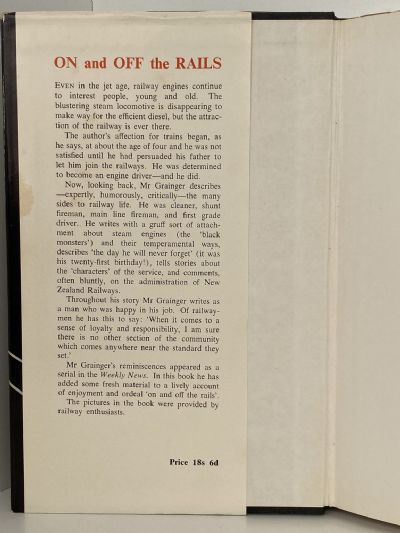 ON and OFF the RAILS
EVEN in the jet age, railway engines continue
to interest people, young and old. The
blustering steam locomotive is disappearing to
make way for the efficient diesel, but the attrac-
tion of the railway is ever there.
The author's affection for trains began, as
he says, at about the age of four and he was not
satisfied until he had persuaded his father to
let him join the railways. He was determined
to become an engine driver—and he did.
Now, looking back, Mr Grainger describes
—expertly, humorously, critically—the many
sides to railway life. He was cleaner, shunt
fireman, main line fireman, and first grade
driver. He writes with a gruff sort of attach-
ment about steam engines (the 'black
monsters') and their temperamental ways,
describes 'the day he will never forget' (it was
his twenty-first birthday!), tells stories about
the 'characters' of the service, and comments,
often bluntly, on the administration of New
Zealand Railways.
Throughout his story Mr Grainger writes as
a man who was happy in his job. Of railway-
men he has this to say: 'When it comes to a
sense of loyalty and responsibility, I am sure
there is no other section of the community
which comes anywhere near the standard they
set.'
Mr Grainger's reminiscences appeared as a
serial in the Weekly News. In this book he has
added some fresh material to a lively account
of enjoyment and ordeal 'on and off the rails'.
The pictures in the book were provided by
railway enthusiasts.
Price 18s 6d